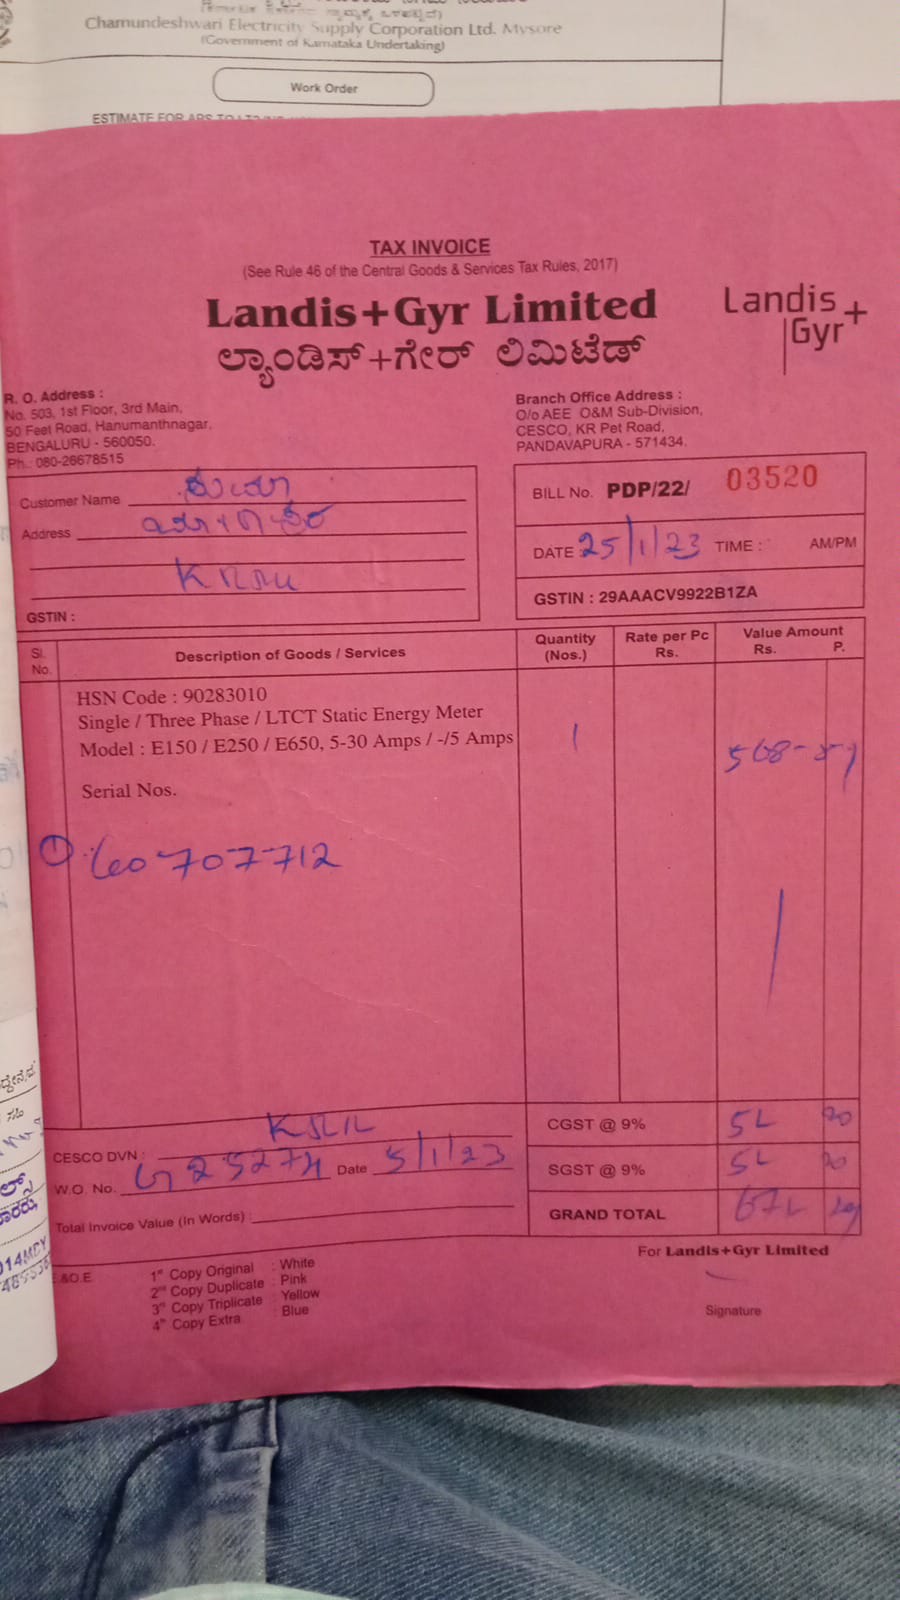 Chamundeshwari Electricity Supply Corporation Ltd. Mysore
(Government of Karnataka Undertaking)
Work Order
TAX INVOICE
(See Rule 46 of the Central Goods & Services Tax Rules, 2017)
Landis+Gyr Limited
ಲ್ಯಾಂಡಿಸ್+ಗೇರ್ ಲಿಮಿಟೆಡ್
Landis+
Gyr
R. O. Address :
No. 503, 1st Floor, 3rd Main,
50 Feet Road, Hanumanthnagar,
BENGALURU - 560050.
Ph.: 080-26678515
Branch Office Address :
O/o AEE O&M Sub-Division,
CESCO, KR Pet Road,
PANDAVAPURA - 571434.
Customer Name
Address
GSTIN :
BILL No. PDP/22/ 03520
DATE : 25/1/23 TIME : AM/PM
GSTIN : 29AAACV9922B1ZA
Sl. No. Description of Goods / Services Quantity (Nos.) Rate per Pc Rs. Value Amount Rs. P.
HSN Code : 90283010
Single / Three Phase / LTCT Static Energy Meter
Model : E150 / E250 / E650, 5-30 Amps / -/5 Amps 1
Serial Nos.
① 60707712
CESCO DVN :
W.O. No. Date 5/1/23
Total Invoice Value (In Words) :
CGST @ 9%
SGST @ 9%
GRAND TOTAL
For Landis+Gyr Limited
Signature
E.&O.E.
1st Copy Original : White
2nd Copy Duplicate : Pink
3rd Copy Triplicate : Yellow
4th Copy Extra : Blue